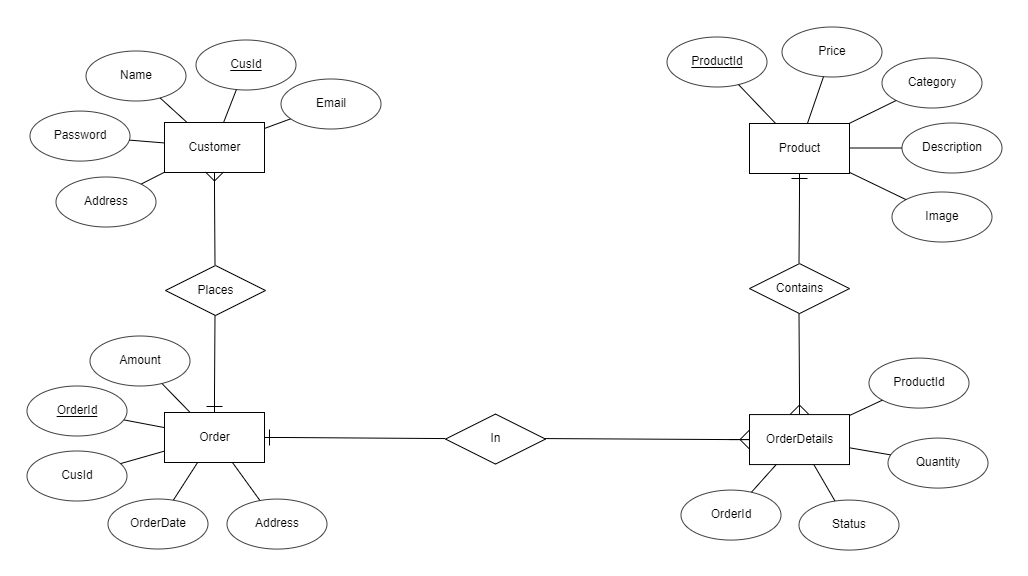 CusId
Price
ProductId
Name
Category
Email
Password
Customer
Product
Description
Address
Image
Places
Contains
Amount
ProductId
OrderId
Order
In
OrderDetails
Quantity
CusId
OrderId
OrderDate
Address
Status